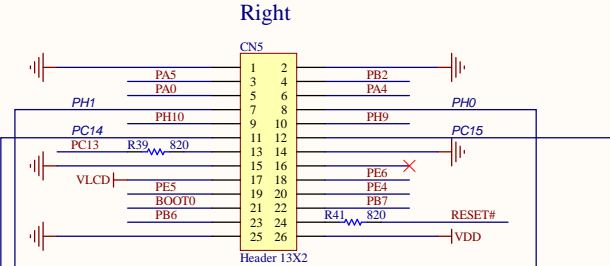 Right
CN5
1 2
PA5 3 4 PB2
PA0 5 6 PA4
PH1 7 8 PH0
PH10 9 10 PH9
PC14 11 12 PC15
PC13 R39 820 13 14
15 16
VLCD 17 18 PE6
PE5 19 20 PE4
BOOT0 21 22 PB7
PB6 23 24 R41 820 RESET#
25 26 VDD
Header 13X2